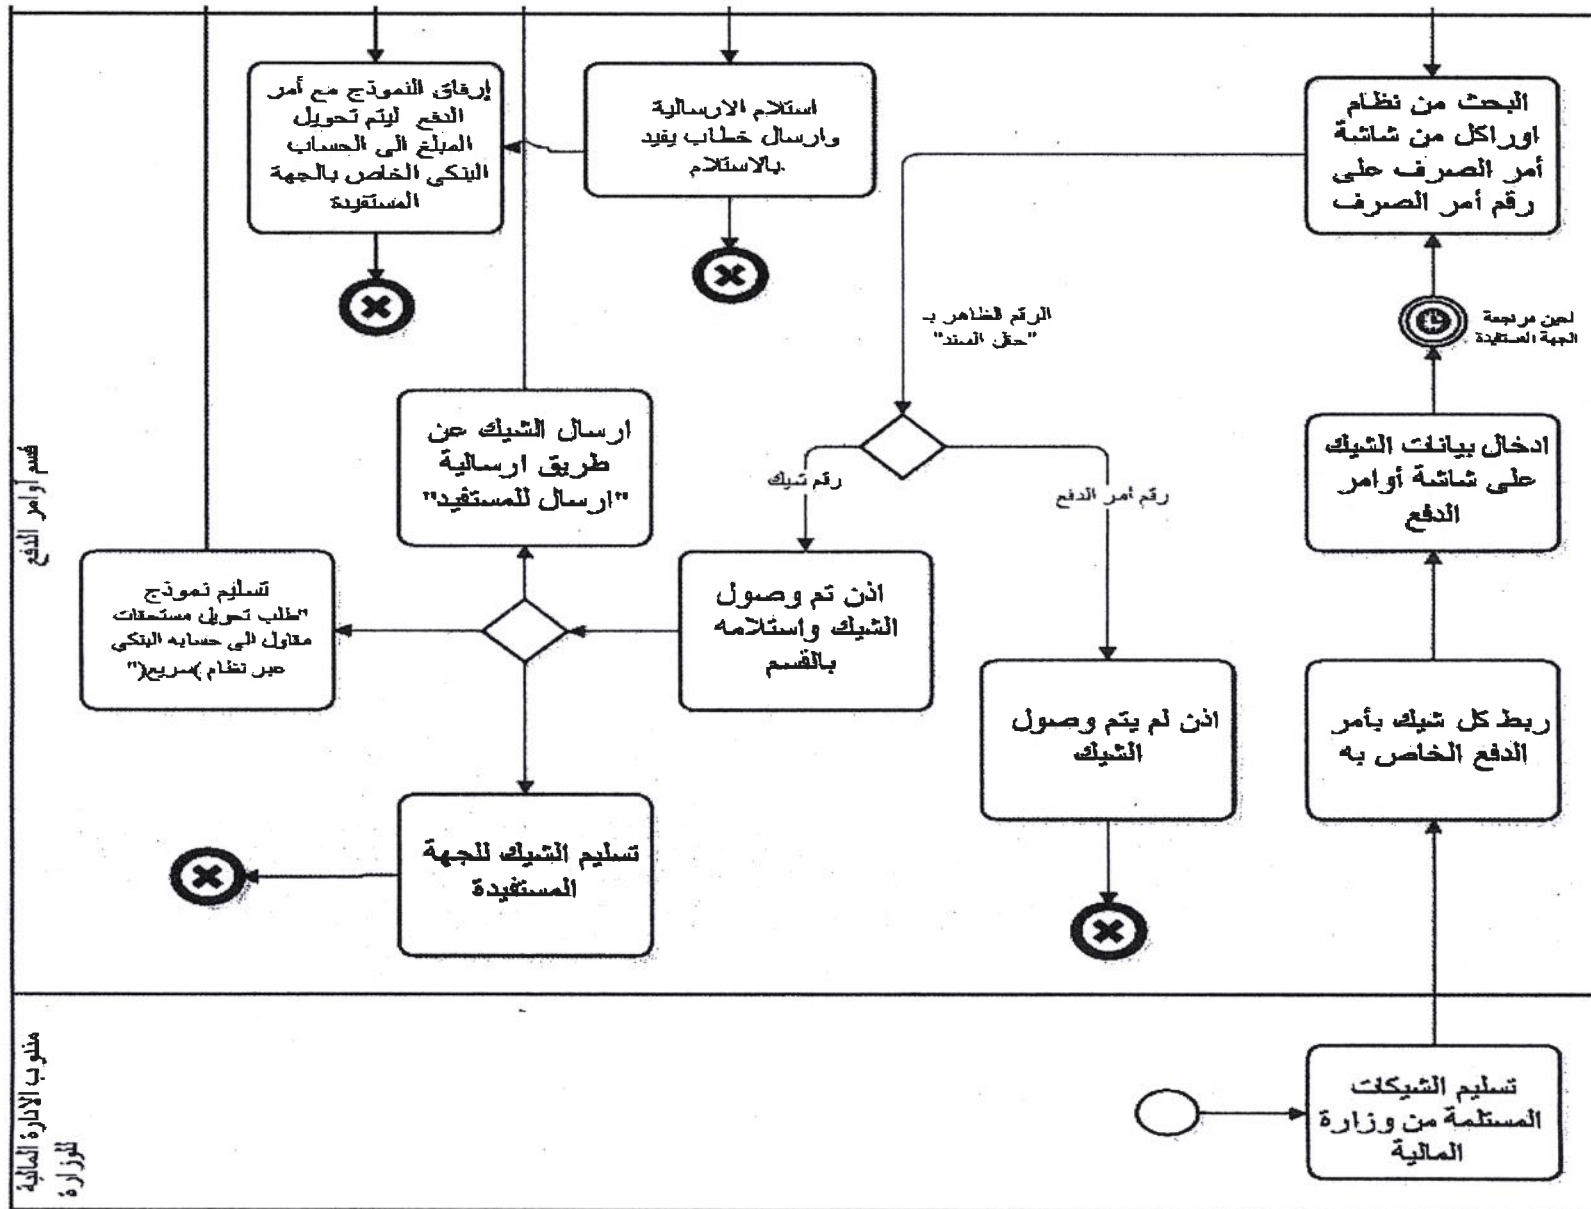 إرفاق النموذج مع أمر
الدفع ليتم تحويل
المبلغ الى الحساب
البنكى الخاص بالجهة
المستفيدة
استلام الارسالية
وارسال خطاب يفيد
بالاستلام.
البحث من نظام
اوراكل من شاشة
أمر الصرف على
رقم أمر الصرف
لحين مراجعة
الجهة المستفيدة
الرقم الظاهر بـ
"حقل السند"
ارسال الشيك عن
طريق ارسالية
"ارسال للمستفيد"
ادخال بيانات الشيك
على شاشة أوامر
الدفع
رقم شيك
رقم أمر الدفع
قسم أوامر الدفع
تسليم نموذج
"طلب تحويل مستحقات
مقاول الى حسابه البنكى
عبر نظام )سريع("
اذن تم وصول
الشيك واستلامه
بالقسم
اذن لم يتم وصول
الشيك
ربط كل شيك بأمر
الدفع الخاص به
تسليم الشيك للجهة
المستفيدة
مندوب الادارة المالية
للوزارة
تسليم الشيكات
المستلمة من وزارة
المالية